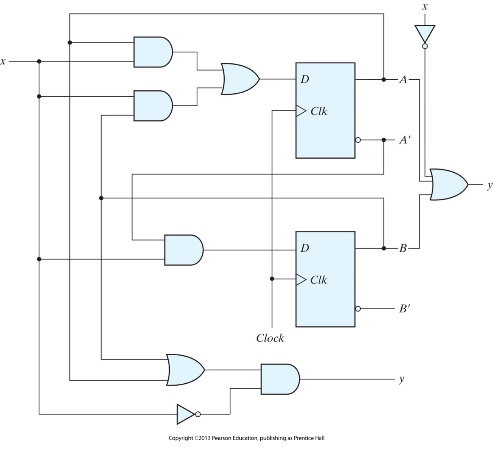 x
x
D
A
Clk
A'
y
D
B
Clk
B'
Clock
y
Copyright ©2013 Pearson Education, publishing as Prentice Hall